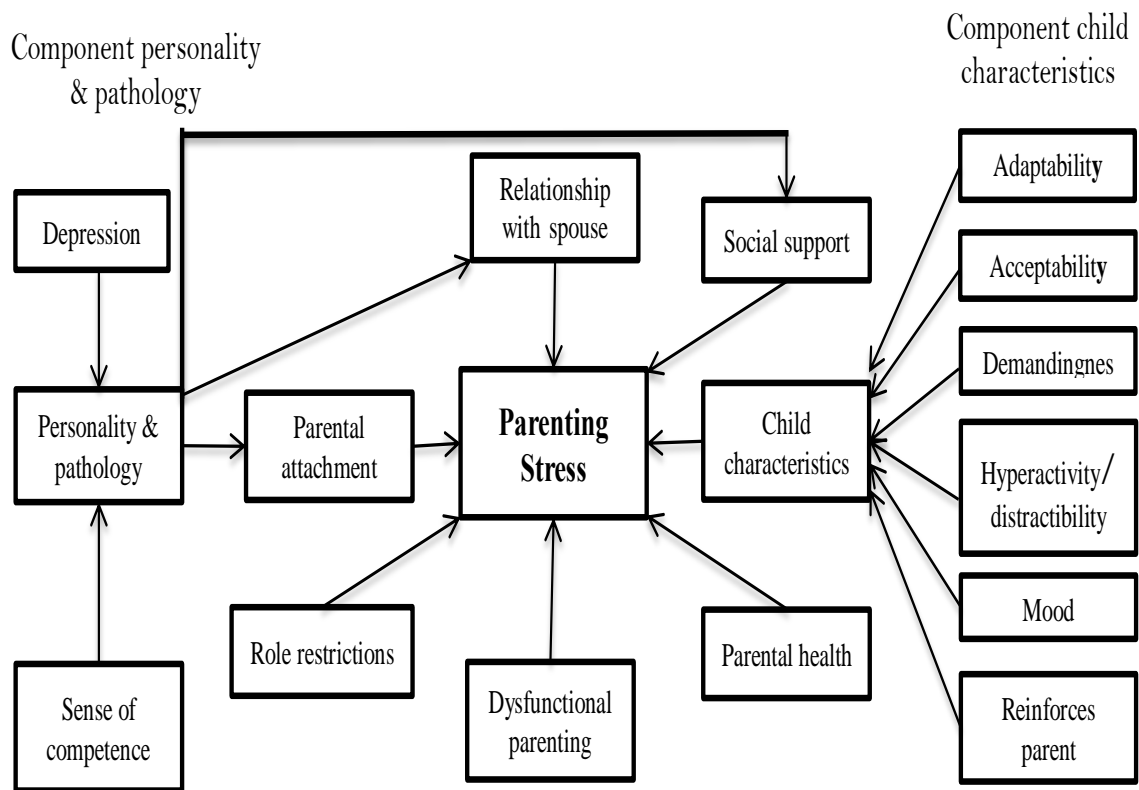 Component personality
& pathology
Component child
characteristics
Depression
Relationship
with spouse
Social support
Adaptability
Acceptability
Demandingnes
Personality &
pathology
Parental
attachment
Parenting
Stress
Child
characteristics
Hyperactivity/
distractibility
Mood
Role restrictions
Parental health
Sense of
competence
Dysfunctional
parenting
Reinforces
parent